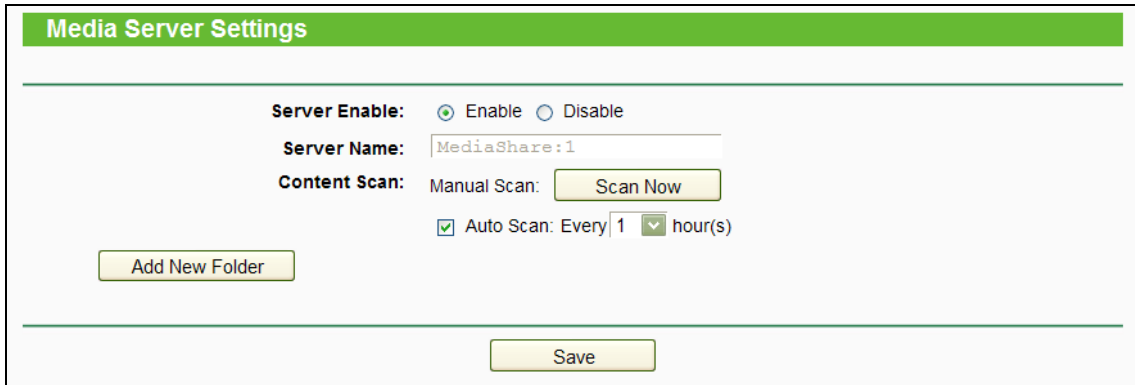 Media Server Settings
Server Enable: Enable Disable
Server Name: MediaShare:1
Content Scan: Manual Scan: Scan Now
Auto Scan: Every 1 hour(s)
Add New Folder
Save